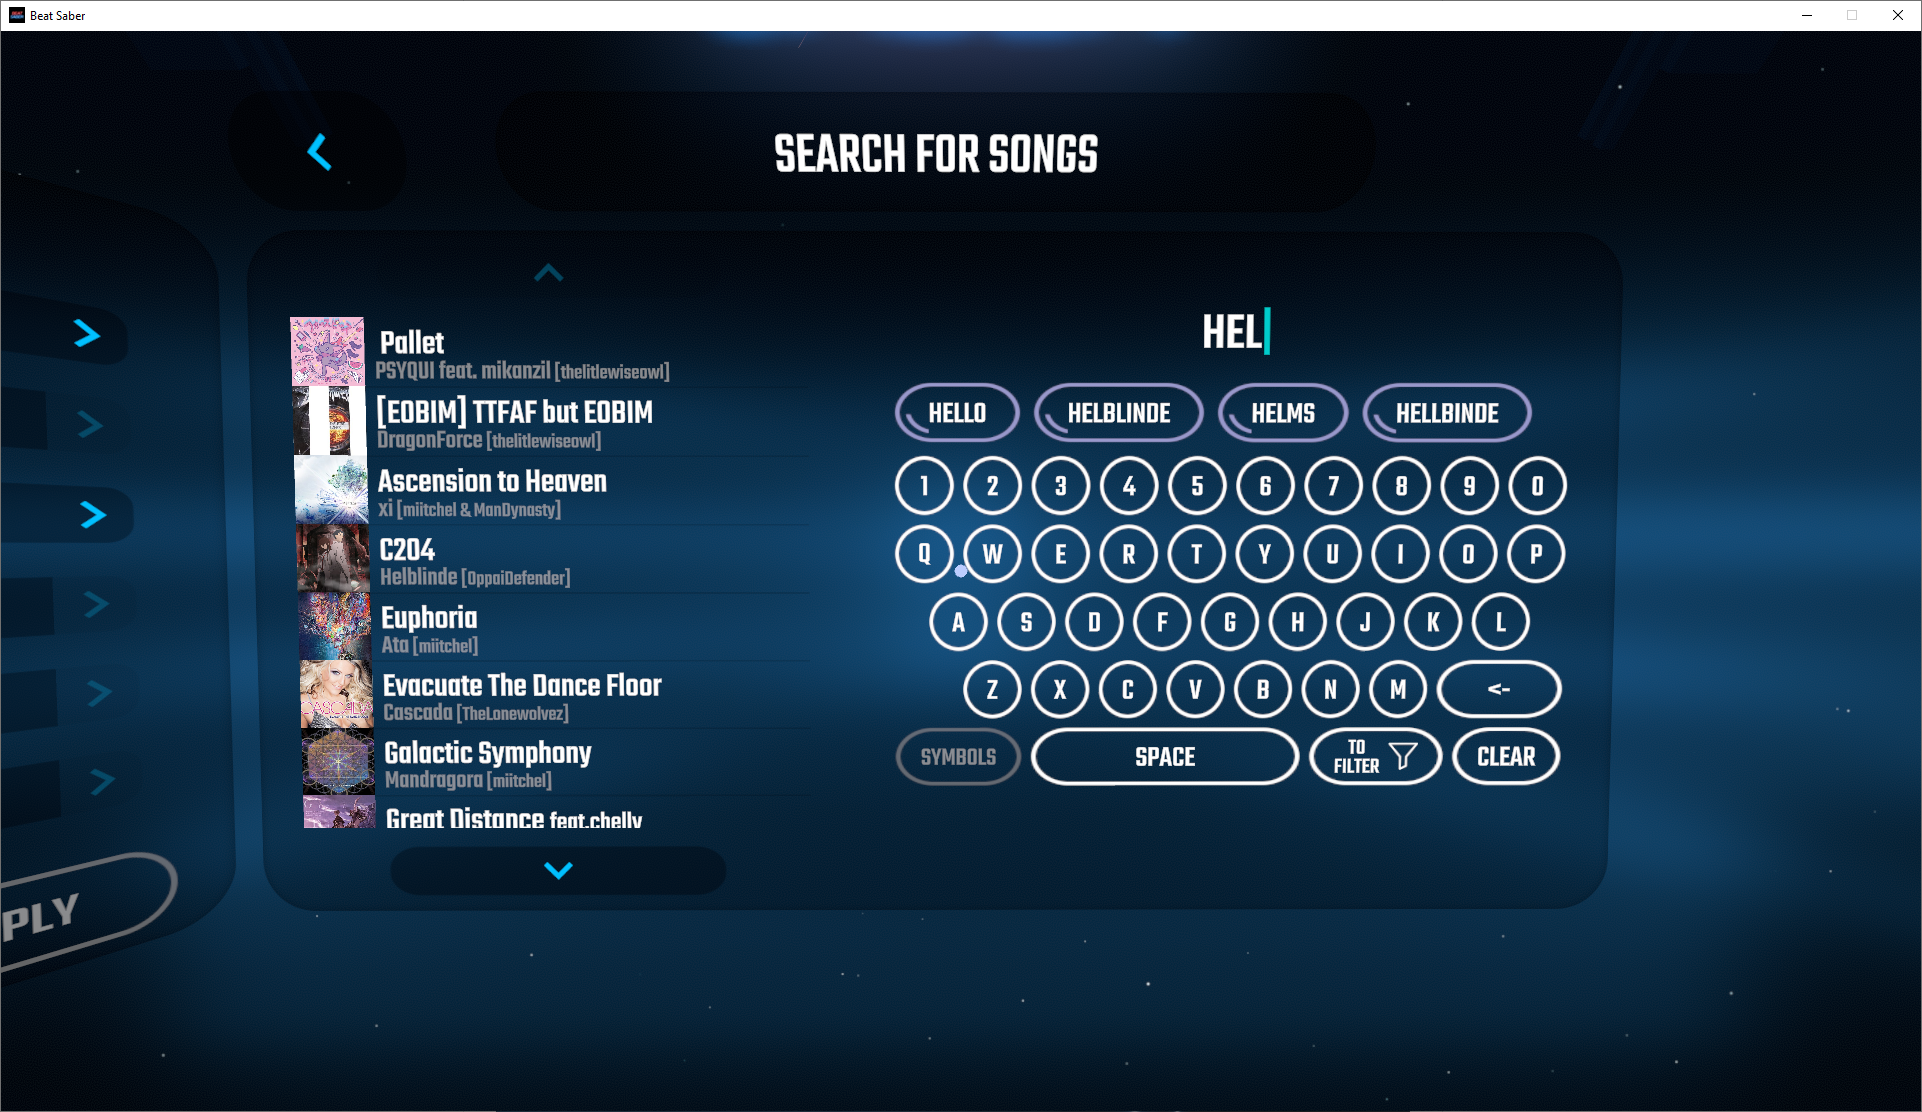 Beat Saber
SEARCH FOR SONGS
Pallet
PSYQUI feat. mikanzil [thelitlewiseowl]
[EOBIM] TTFAF but EOBIM
DragonForce [thelitlewiseowl]
Ascension to Heaven
xi [miitchel & ManDynasty]
C204
Helblinde [OppaiDefender]
Euphoria
Ata [miitchel]
Evacuate The Dance Floor
Cascada [TheLonewolvez]
Galactic Symphony
Mandragora [miitchel]
Great Distance feat.chelly
PLY
HEL
HELLO HELBLINDE HELMS HELLBINDE
1 2 3 4 5 6 7 8 9 0
Q W E R T Y U I O P
A S D F G H J K L
Z X C V B N M <-
SYMBOLS SPACE TO FILTER CLEAR